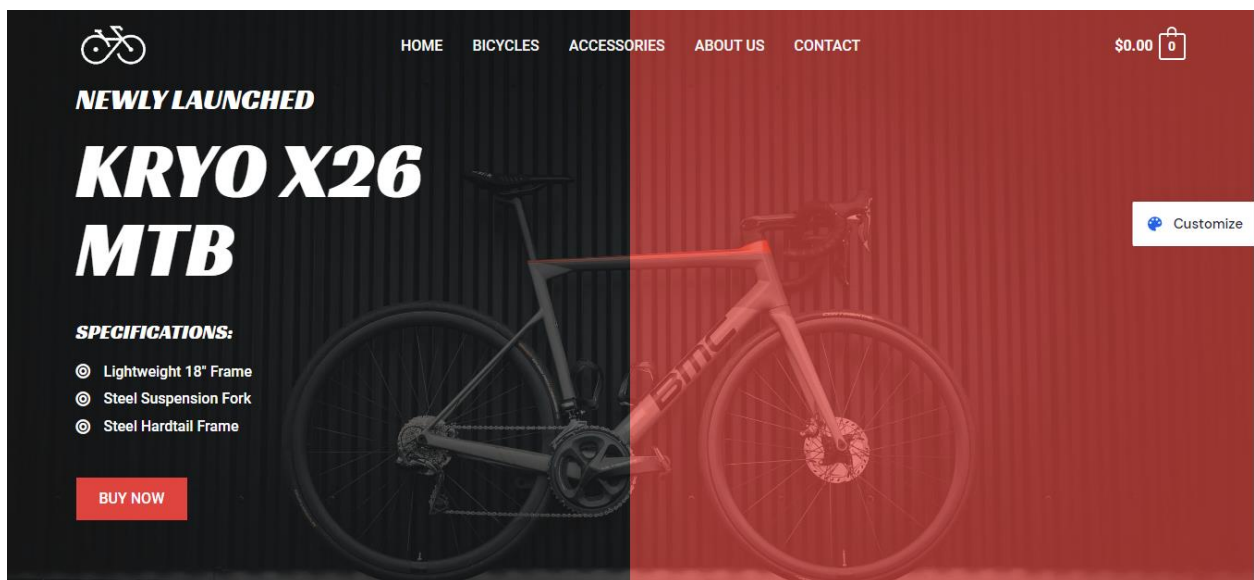 HOME BICYCLES ACCESSORIES ABOUT US CONTACT $0.00 0
NEWLY LAUNCHED
KRYO X26
MTB
Customize
SPECIFICATIONS:
Lightweight 18" Frame
Steel Suspension Fork
Steel Hardtail Frame
BUY NOW
BMC